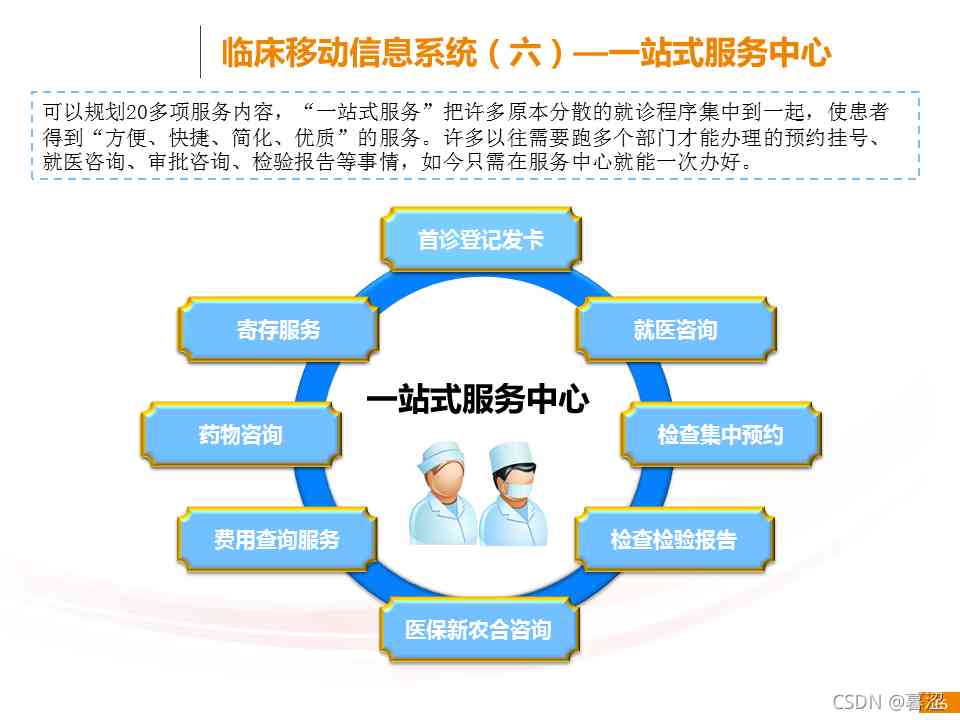 临床移动信息系统（六）—一站式服务中心
可以规划20多项服务内容，“一站式服务”把许多原本分散的就诊程序集中到一起，使患者
得到“方便、快捷、简化、优质”的服务。许多以往需要跑多个部门才能办理的预约挂号、
就医咨询、审批咨询、检验报告等事情，如今只需在服务中心就能一次办好。
首诊登记发卡
寄存服务
就医咨询
一站式服务中心
药物咨询
检查集中预约
费用查询服务
检查检验报告
医保新农合咨询
CSDN @暮涩